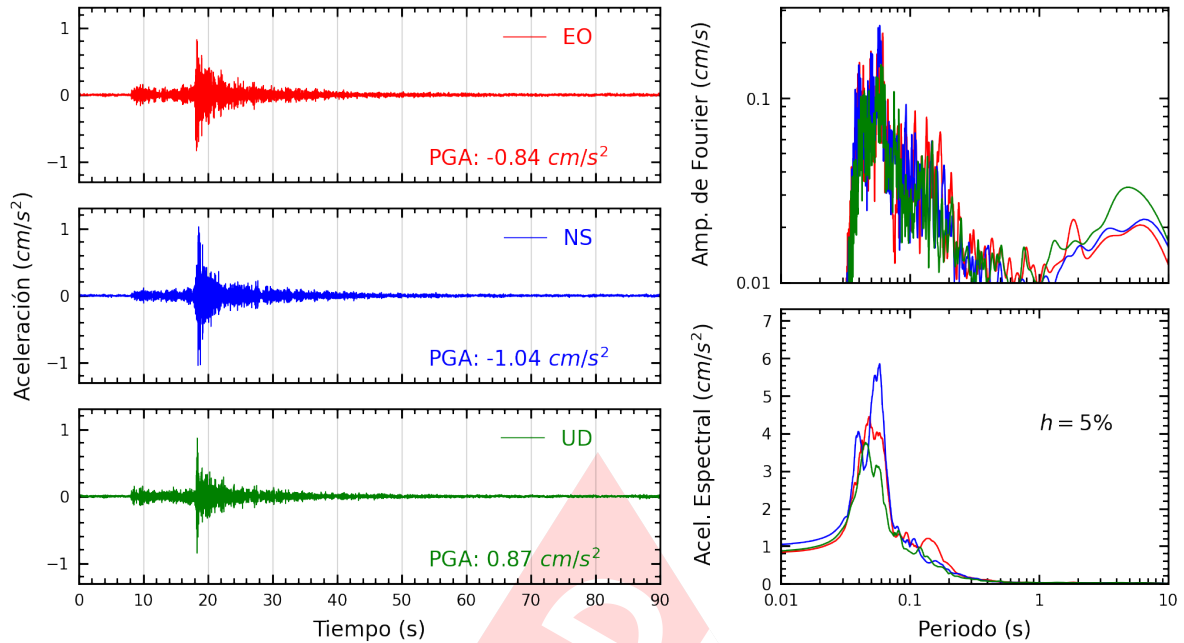 Aceleración (cm/s²)
1
0
−1
EO
PGA: -0.84 cm/s²
1
0
−1
NS
PGA: -1.04 cm/s²
1
0
−1
UD
PGA: 0.87 cm/s²
0 10 20 30 40 50 60 70 80 90
Tiempo (s)
Amp. de Fourier (cm/s)
0.1
0.01
Acel. Espectral (cm/s²)
7
6
5
4
3
2
1
0
h = 5%
0.01 0.1 1 10
Periodo (s)